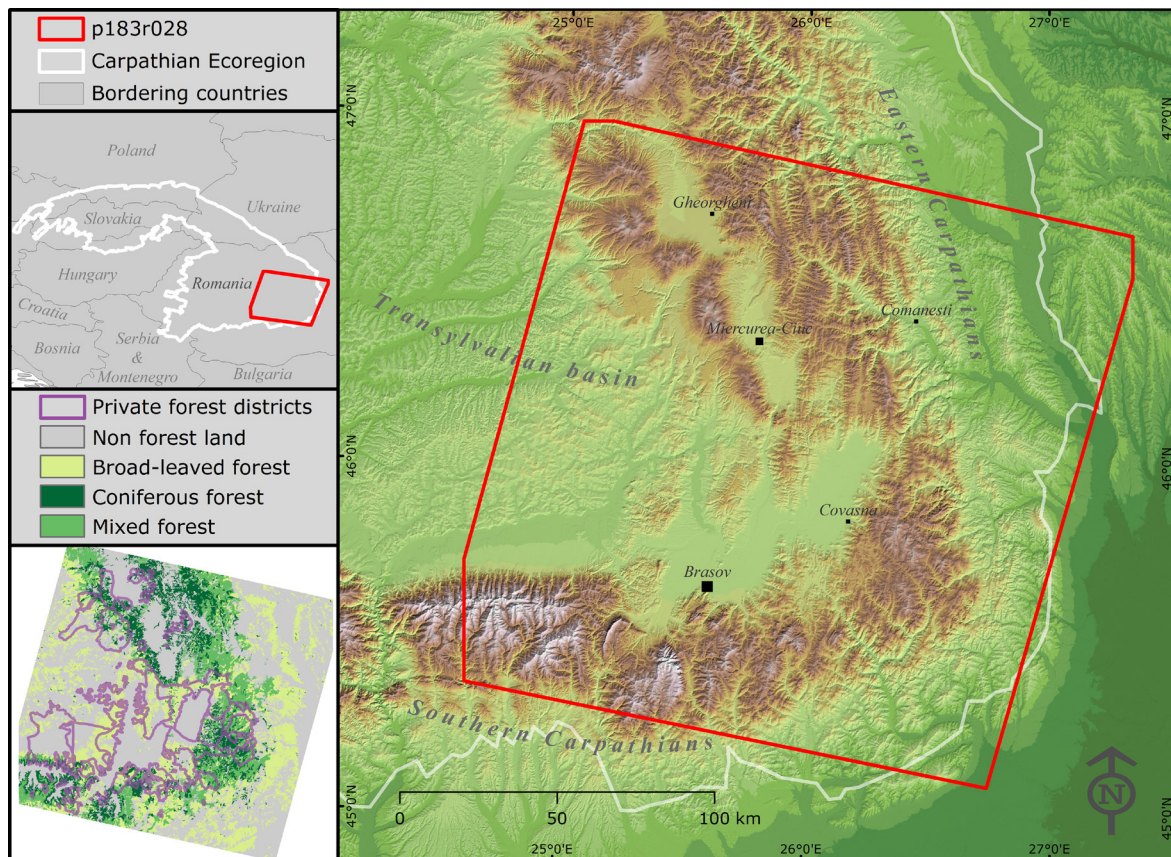 p183r028
Carpathian Ecoregion
Bordering countries
Poland
Slovakia
Ukraine
Hungary
Romania
Croatia
Serbia
&
Montenegro
Bosnia
Bulgaria
Private forest districts
Non forest land
Broad-leaved forest
Coniferous forest
Mixed forest
25°0'E
26°0'E
27°0'E
47°0'N
47°0'N
Eastern Carpathians
Gheorgheni
Comanesti
Miercurea-Ciuc
Transylvalian basin
46°0'N
46°0'N
Covasna
Brasov
Southern Carpathians
45°0'N
45°0'N
0
50
100 km
N
25°0'E
26°0'E
27°0'E